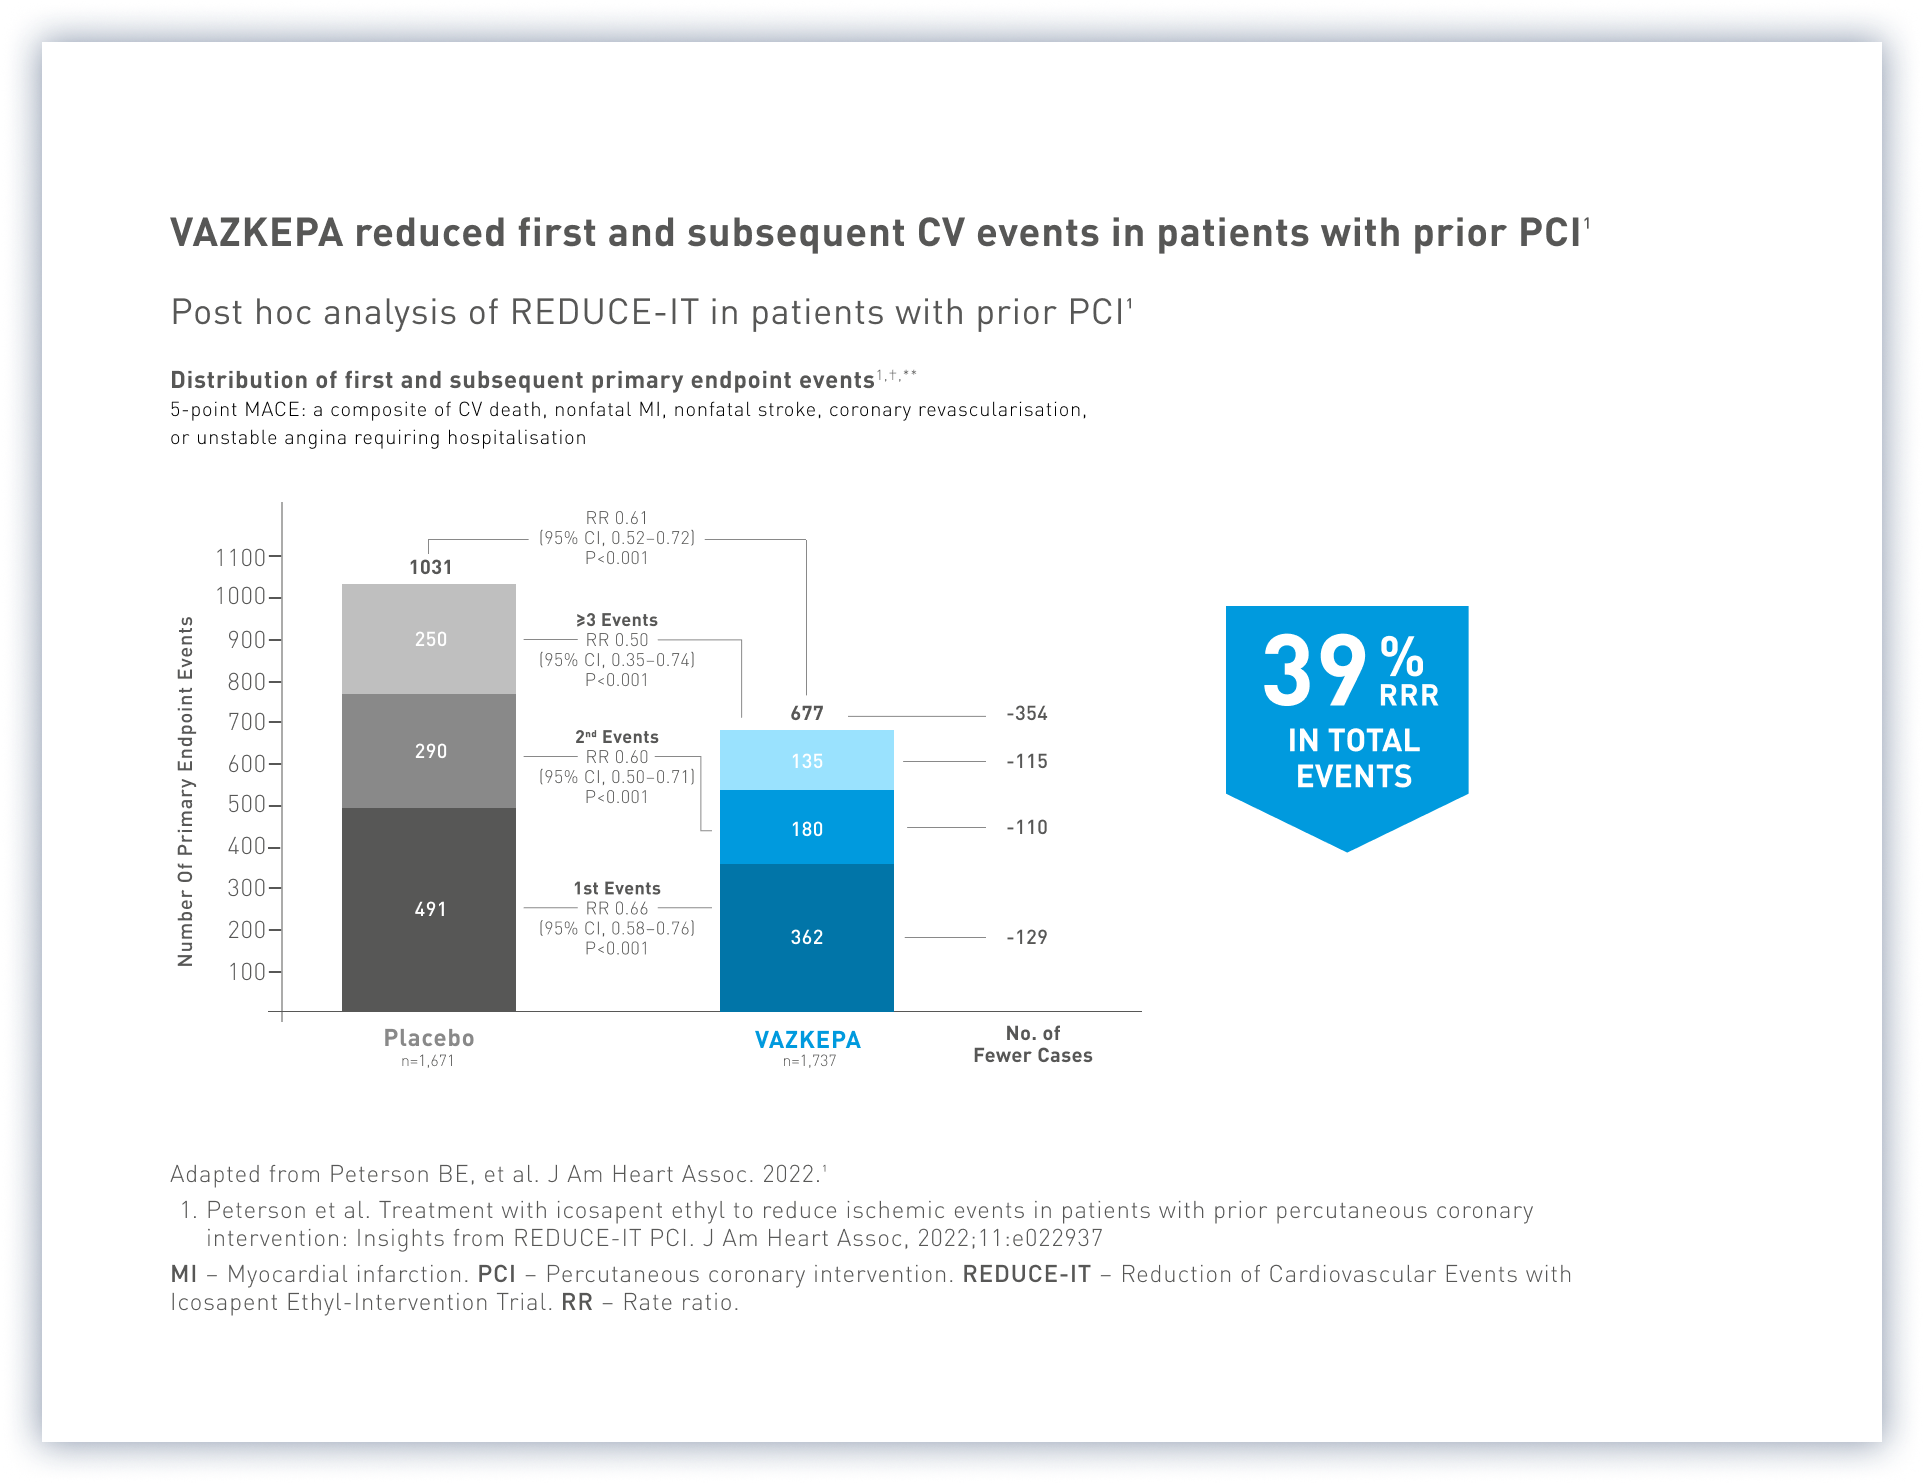 VAZKEPA reduced first and subsequent CV events in patients with prior PCI¹
Post hoc analysis of REDUCE-IT in patients with prior PCI¹
Distribution of first and subsequent primary endpoint events¹,†,**
5-point MACE: a composite of CV death, nonfatal MI, nonfatal stroke, coronary revascularisation,
or unstable angina requiring hospitalisation
Number Of Primary Endpoint Events
1100
1000
900
800
700
600
500
400
300
200
100
1031
250
290
491
RR 0.61
(95% CI, 0.52–0.72)
P<0.001
≥3 Events
RR 0.50
(95% CI, 0.35–0.74)
P<0.001
2ⁿᵈ Events
RR 0.60
(95% CI, 0.50–0.71)
P<0.001
1st Events
RR 0.66
(95% CI, 0.58–0.76)
P<0.001
677
135
180
362
-354
-115
-110
-129
Placebo
n=1,671
VAZKEPA
n=1,737
No. of
Fewer Cases
39%
RRR
IN TOTAL
EVENTS
Adapted from Peterson BE, et al. J Am Heart Assoc. 2022.¹
1. Peterson et al. Treatment with icosapent ethyl to reduce ischemic events in patients with prior percutaneous coronary
intervention: Insights from REDUCE-IT PCI. J Am Heart Assoc, 2022;11:e022937
MI – Myocardial infarction. PCI – Percutaneous coronary intervention. REDUCE-IT – Reduction of Cardiovascular Events with
Icosapent Ethyl-Intervention Trial. RR – Rate ratio.